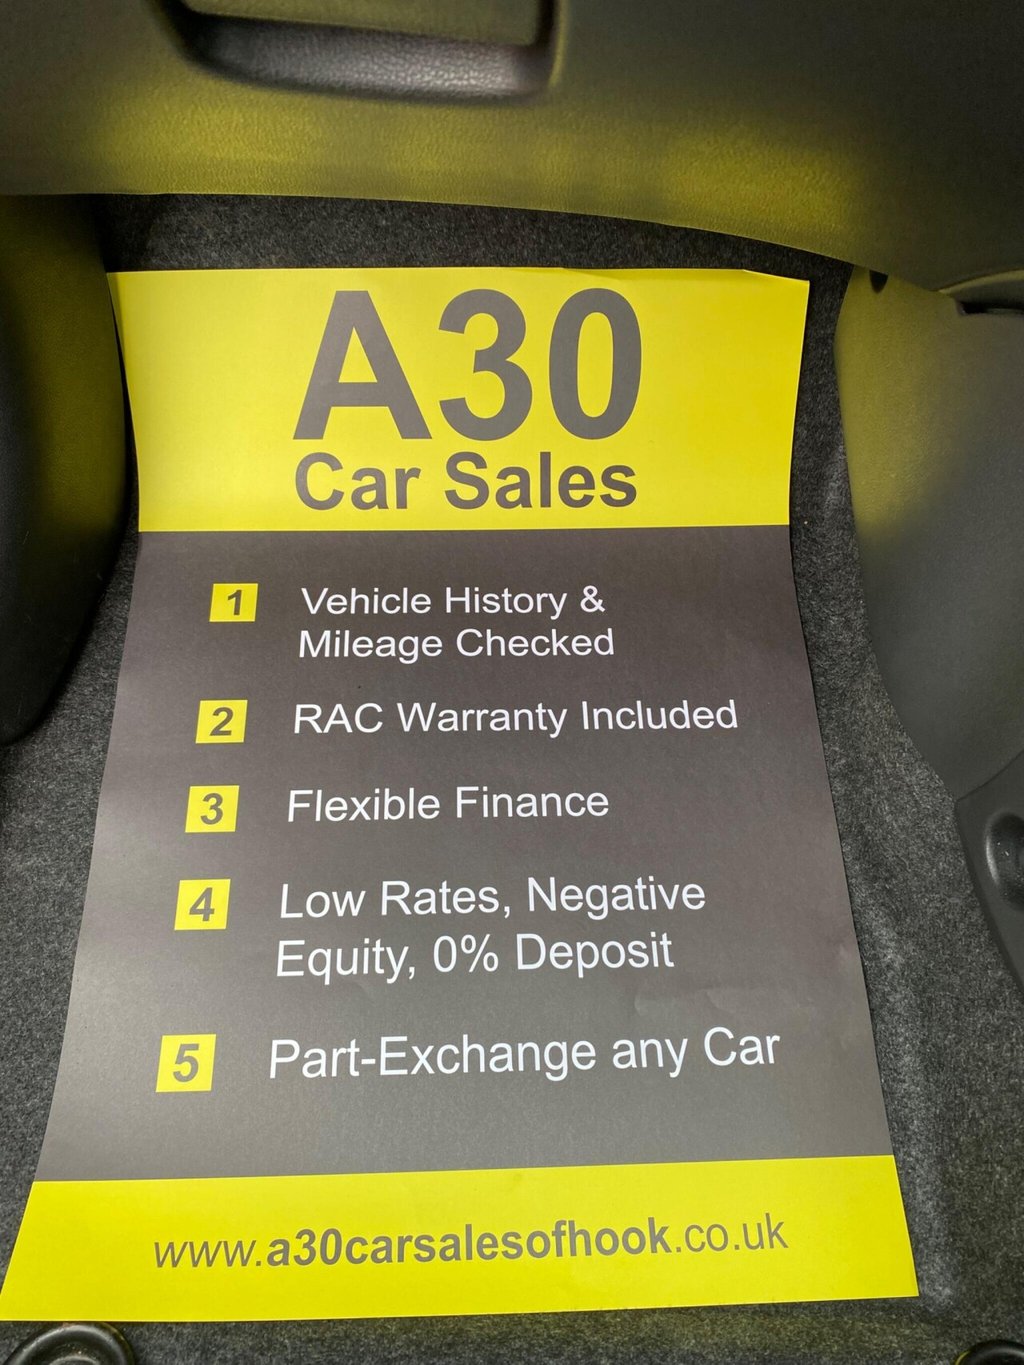 A30
Car Sales
1 Vehicle History &
Mileage Checked
2 RAC Warranty Included
3 Flexible Finance
4 Low Rates, Negative
Equity, 0% Deposit
5 Part-Exchange any Car
www.a30carsalesofhook.co.uk